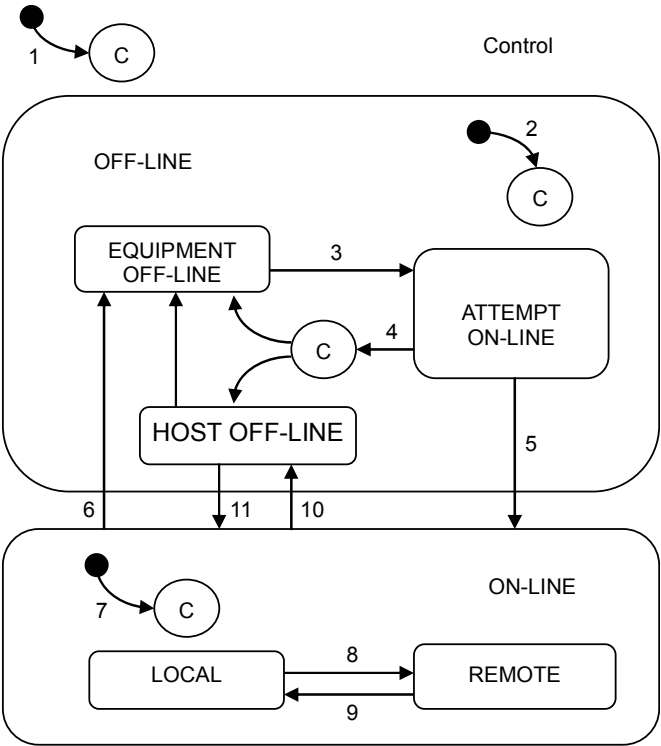 Control
1
C
2
OFF-LINE
C
EQUIPMENT
OFF-LINE
3
ATTEMPT
ON-LINE
4
C
HOST OFF-LINE
5
6
11
10
7
C
ON-LINE
LOCAL
8
REMOTE
9